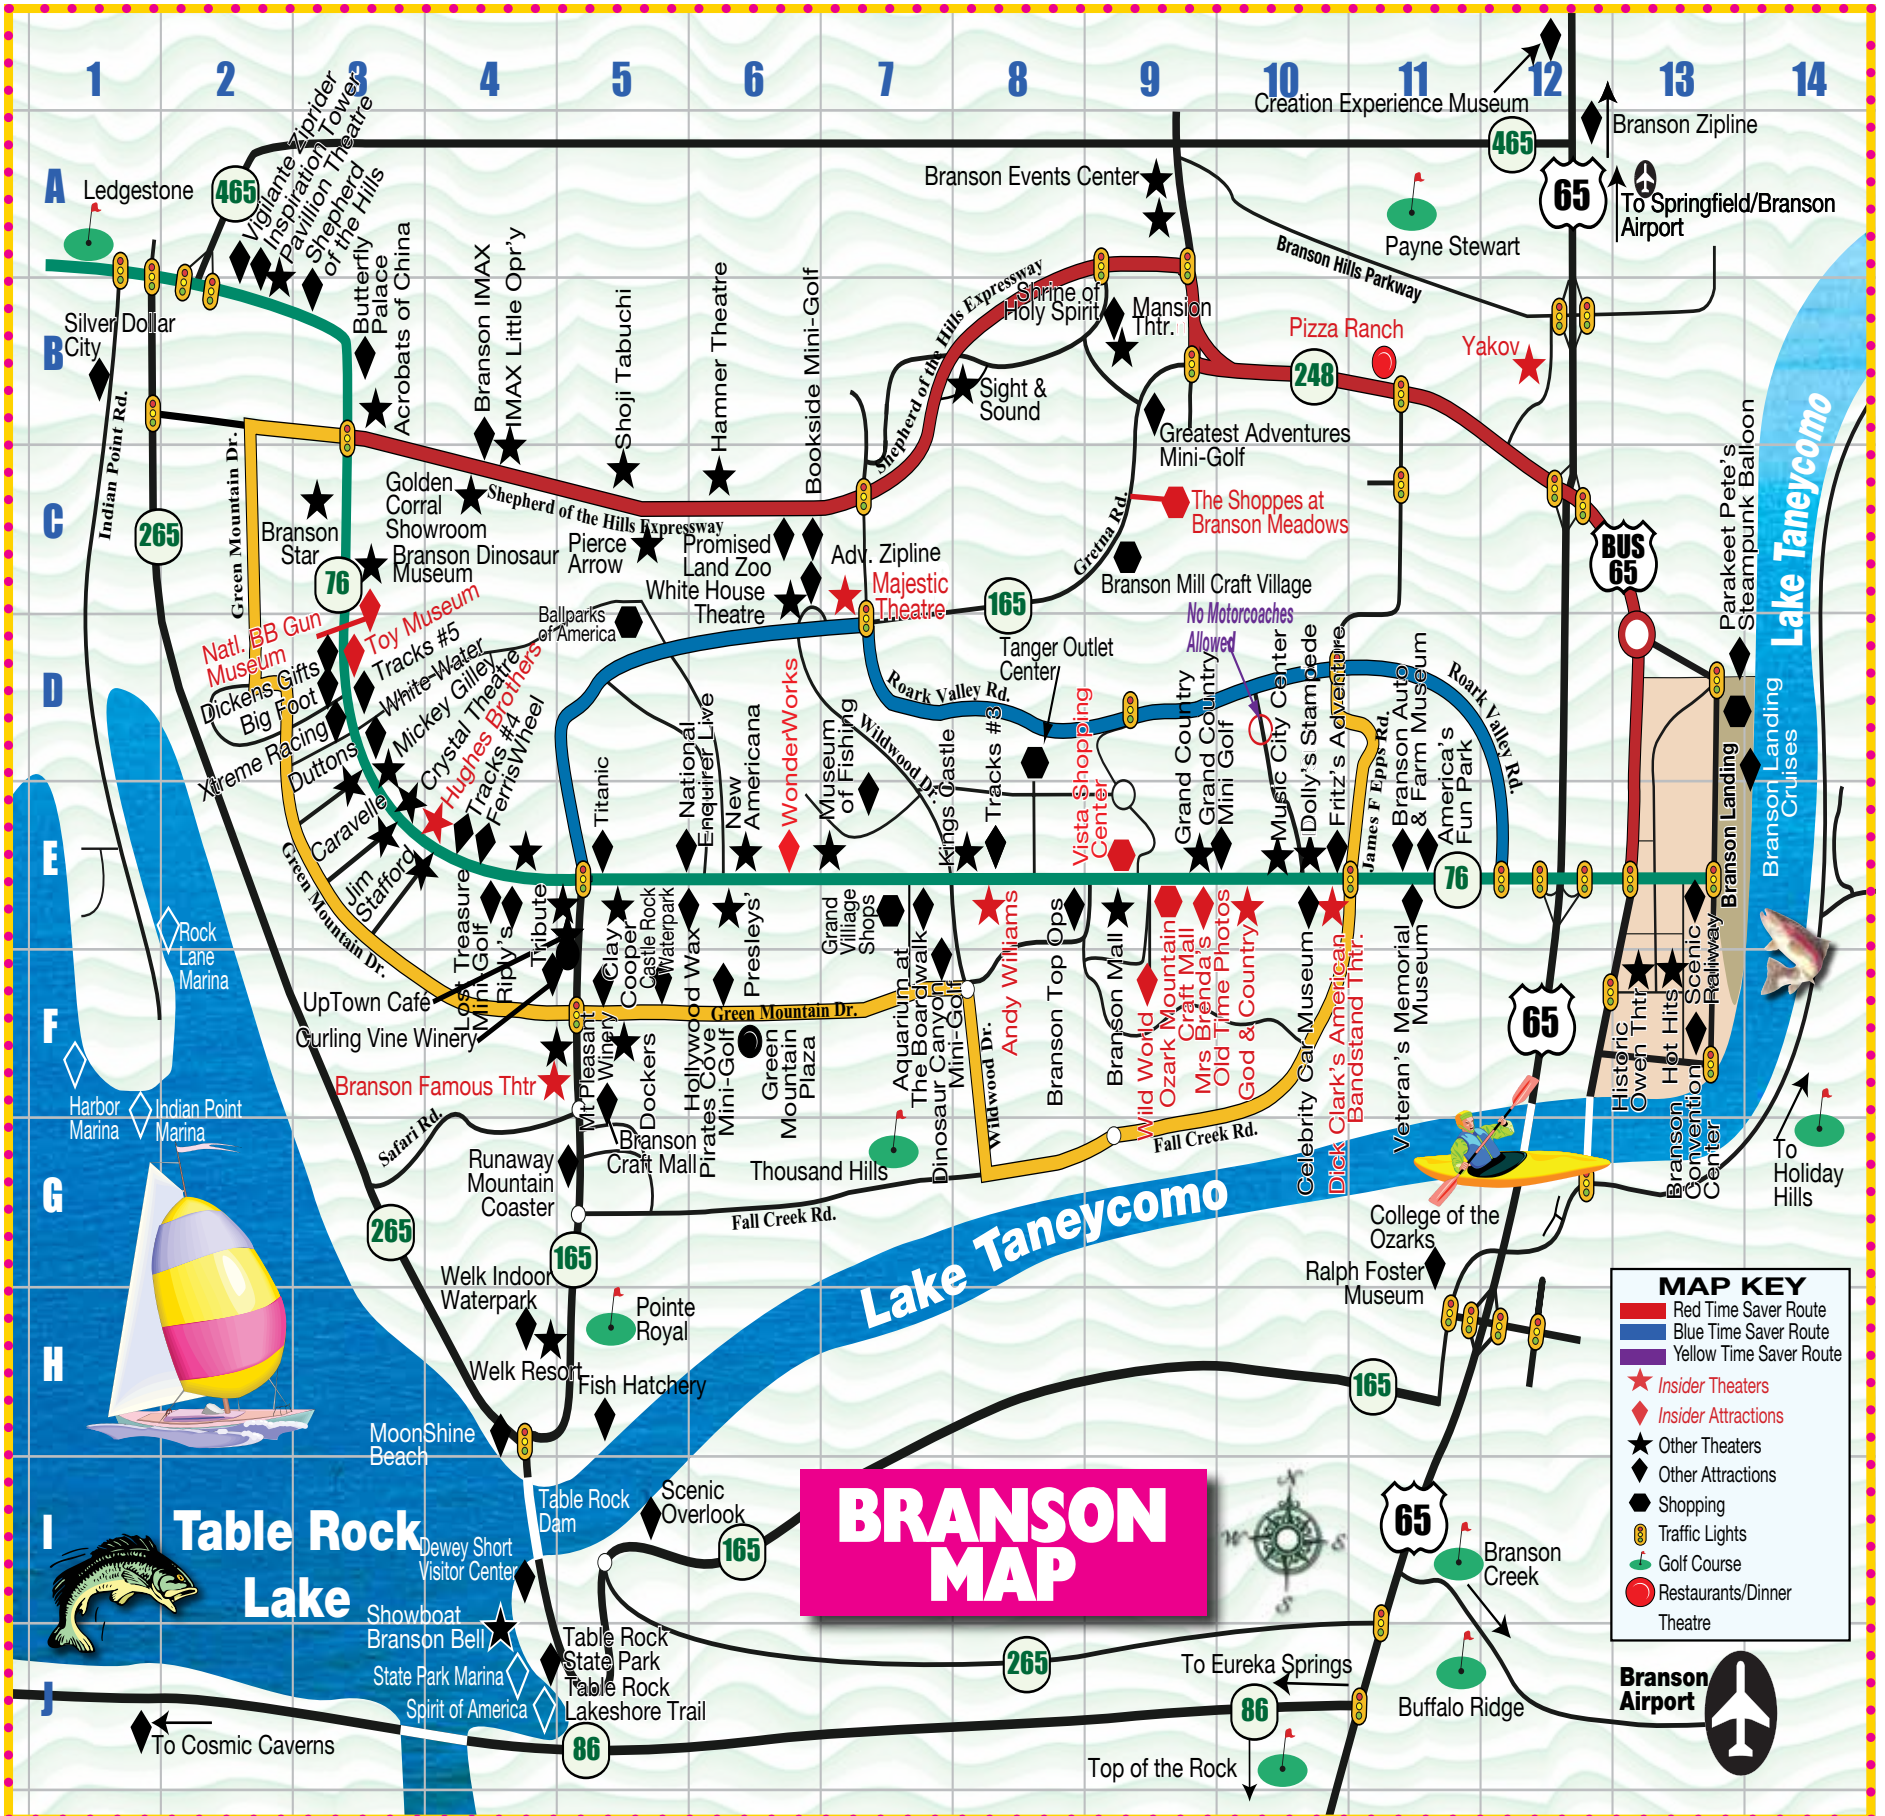 1 2 3 4 5 6 7 8 9 10 11 12 13 14
A
B
C
D
E
F
G
H
I
J
Creation Experience Museum
Branson Zipline
465
465
65
To Springfield/Branson
Airport
Ledgestone
Vigilante Ziprider
Inspiration Tower
Pavillion Theatre
Shepherd
of the Hills
Butterfly
Palace
Acrobats of China
Branson IMAX
IMAX Little Opr'y
Shoji Tabuchi
Hamner Theatre
Bookside Mini-Golf
Branson Events Center
Payne Stewart
Branson Hills Parkway
Shepherd of the Hills Expressway
Shrine of
Holy Spirit
Mansion
Thtr.
Pizza Ranch
Yakov
248
Silver Dollar
City
Indian Point Rd.
Sight &
Sound
Greatest Adventures
Mini-Golf
Green Mountain Dr.
265
Branson
Star
Golden
Corral
Showroom
Shepherd of the Hills Expressway
Branson Dinosaur
Museum
76
Pierce
Arrow
Promised
Land Zoo
White House
Theatre
Adv. Zipline
Majestic
Theatre
165
Gretna Rd.
The Shoppes at
Branson Meadows
Branson Mill Craft Village
No Motorcoaches
Allowed
BUS
65
Parakeet Pete's
Steampunk Balloon
Lake Taneycomo
Natl. BB Gun
Museum
Toy Museum
Dickens Gifts
Big Foot
Xtreme Racing
Duttons
Caravelle
Jim
Stafford
Tracks #5
White Water
Mickey Gilley
Crystal Theatre
Hughes Brothers
Tracks #4
FerrisWheel
Ballparks
of America
Tanger Outlet
Center
Roark Valley Rd.
Wildwood Dr.
Titanic
National
Enquirer Live
New
Americana
WonderWorks
Museum
of Fishing
Kings Castle
Tracks #3
Vista Shopping
Center
Grand Country
Grand Country
Mini Golf
Music City Center
Dolly's Stampede
Fritz's Adventure
James F Epps Rd.
Branson Auto
& Farm Museum
America's
Fun Park
Roark Valley Rd.
76
Branson Landing
Branson Landing
Cruises
Green Mountain Dr.
Rock
Lane
Marina
Lost Treasure
Mini-Golf
Riply's
Tribute
Clay
Cooper
Castle Rock
Waterpark
Hollywood Wax
Presleys'
Grand
Village
Shops
Aquarium at
The Boardwalk
Dinosaur Canyon
Mini-Golf
Andy Williams
Branson Top Ops
Branson Mall
Wild World
Ozark Mountain
Craft Mall
Mrs Brenda's
Old Time Photos
God & Country
Celebrity Car Museum
Dick Clark's American
Bandstand Thtr.
Veteran's Memorial
Museum
65
Historic
Owen Thtr
Hot Hits
Scenic
Railway
Branson
Convention
Center
UpTown Café
Curling Vine Winery
Branson Famous Thtr
Mt Pleasant
Winery
Dockers
Pirates Cove
Mini-Golf
Green
Mountain
Plaza
Green Mountain Dr.
Wildwood Dr.
Fall Creek Rd.
Harbor
Marina
Indian Point
Marina
Safari Rd.
Branson
Craft Mall
Runaway
Mountain
Coaster
Thousand Hills
Fall Creek Rd.
265
165
Lake Taneycomo
To
Holiday
Hills
College of the
Ozarks
Ralph Foster
Museum
Welk Indoor
Waterpark
Welk Resort
Pointe
Royal
Fish Hatchery
MoonShine
Beach
165
MAP KEY
Red Time Saver Route
Blue Time Saver Route
Yellow Time Saver Route
Insider Theaters
Insider Attractions
Other Theaters
Other Attractions
Shopping
Traffic Lights
Golf Course
Restaurants/Dinner
Theatre
Table Rock
Lake
Table Rock
Dam
Scenic
Overlook
165
BRANSON
MAP
N
W
S
S
65
Branson
Creek
Dewey Short
Visitor Center
Showboat
Branson Bell
State Park Marina
Spirit of America
Table Rock
State Park
Table Rock
Lakeshore Trail
265
To Eureka Springs
86
Buffalo Ridge
Branson
Airport
To Cosmic Caverns
86
Top of the Rock